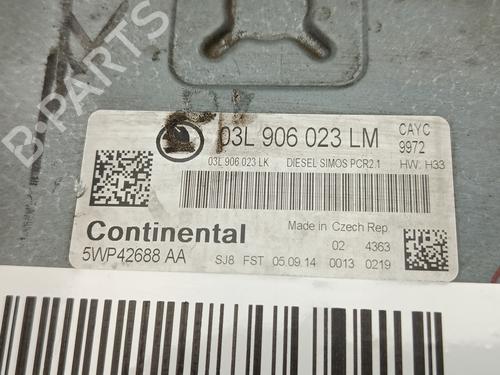 B-PARTS
03L 906 023 LM
CAYC
9972
03L 906 023 LK DIESEL SIMOS PCR2.1 HW: H33
Continental
5WP42688 AA
Made in Czech Rep.
02 4363
SJ8 FST 05.09.14 0013 0219